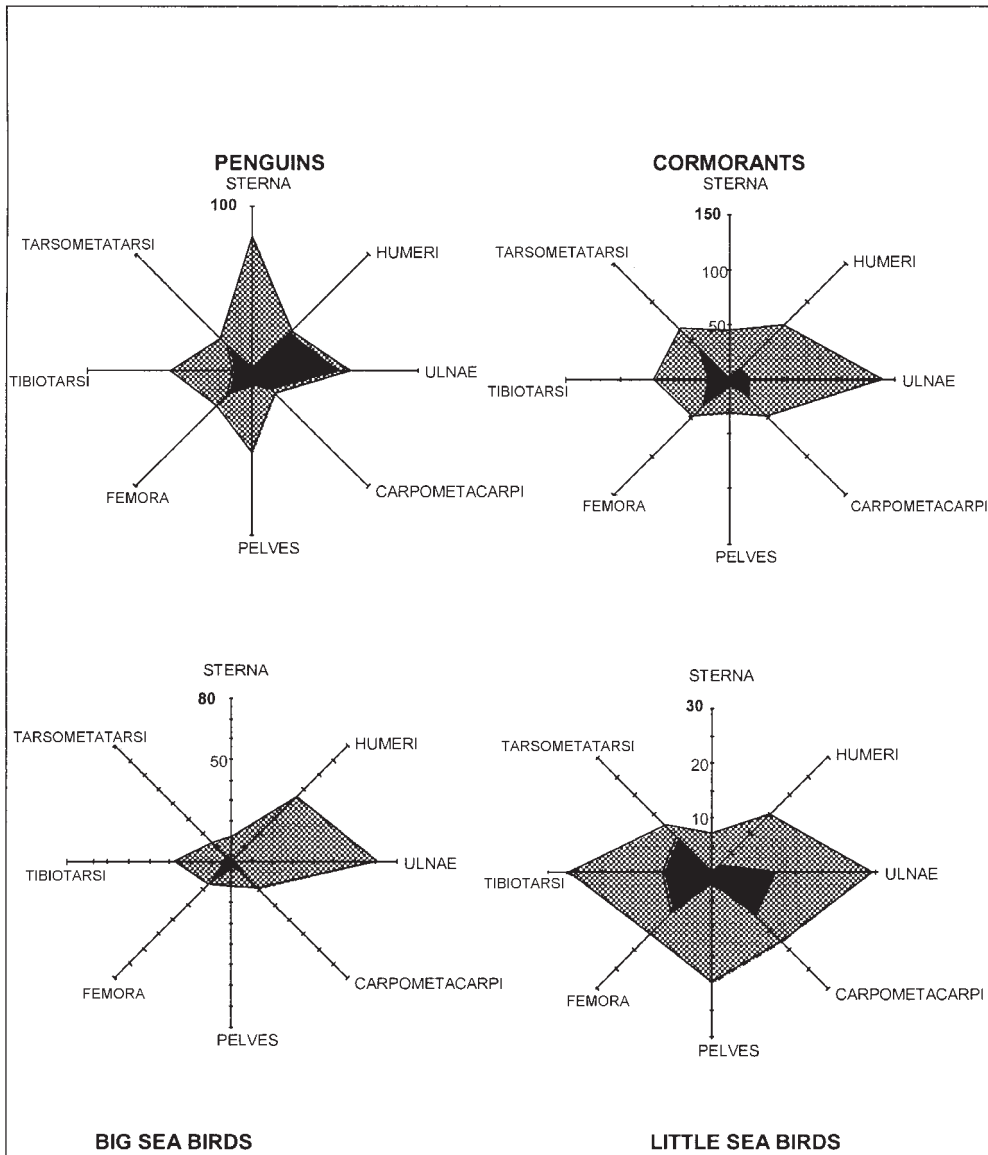 PENGUINS
STERNA
100
TARSOMETATARSI
HUMERI
TIBIOTARSI
ULNAE
FEMORA
CARPOMETACARPI
PELVES
CORMORANTS
STERNA
150
TARSOMETATARSI
100
HUMERI
50
TIBIOTARSI
ULNAE
FEMORA
CARPOMETACARPI
PELVES
STERNA
80
TARSOMETATARSI
HUMERI
50
TIBIOTARSI
ULNAE
FEMORA
CARPOMETACARPI
PELVES
BIG SEA BIRDS
STERNA
30
TARSOMETATARSI
HUMERI
20
10
TIBIOTARSI
ULNAE
FEMORA
CARPOMETACARPI
PELVES
LITTLE SEA BIRDS